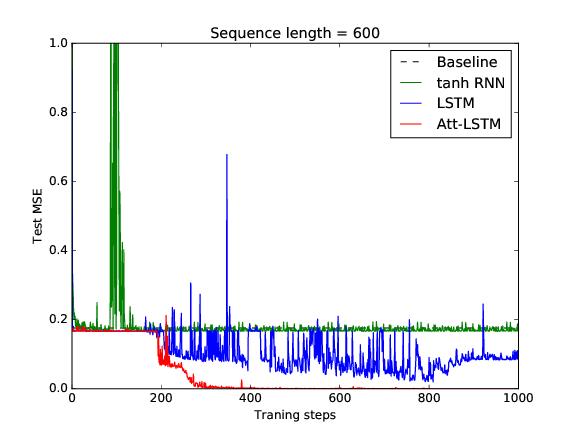 Sequence length = 600
1.0
0.8
0.6
0.4
0.2
0.0
Test MSE
Baseline
tanh RNN
LSTM
Att-LSTM
0 200 400 600 800 1000
Traning steps